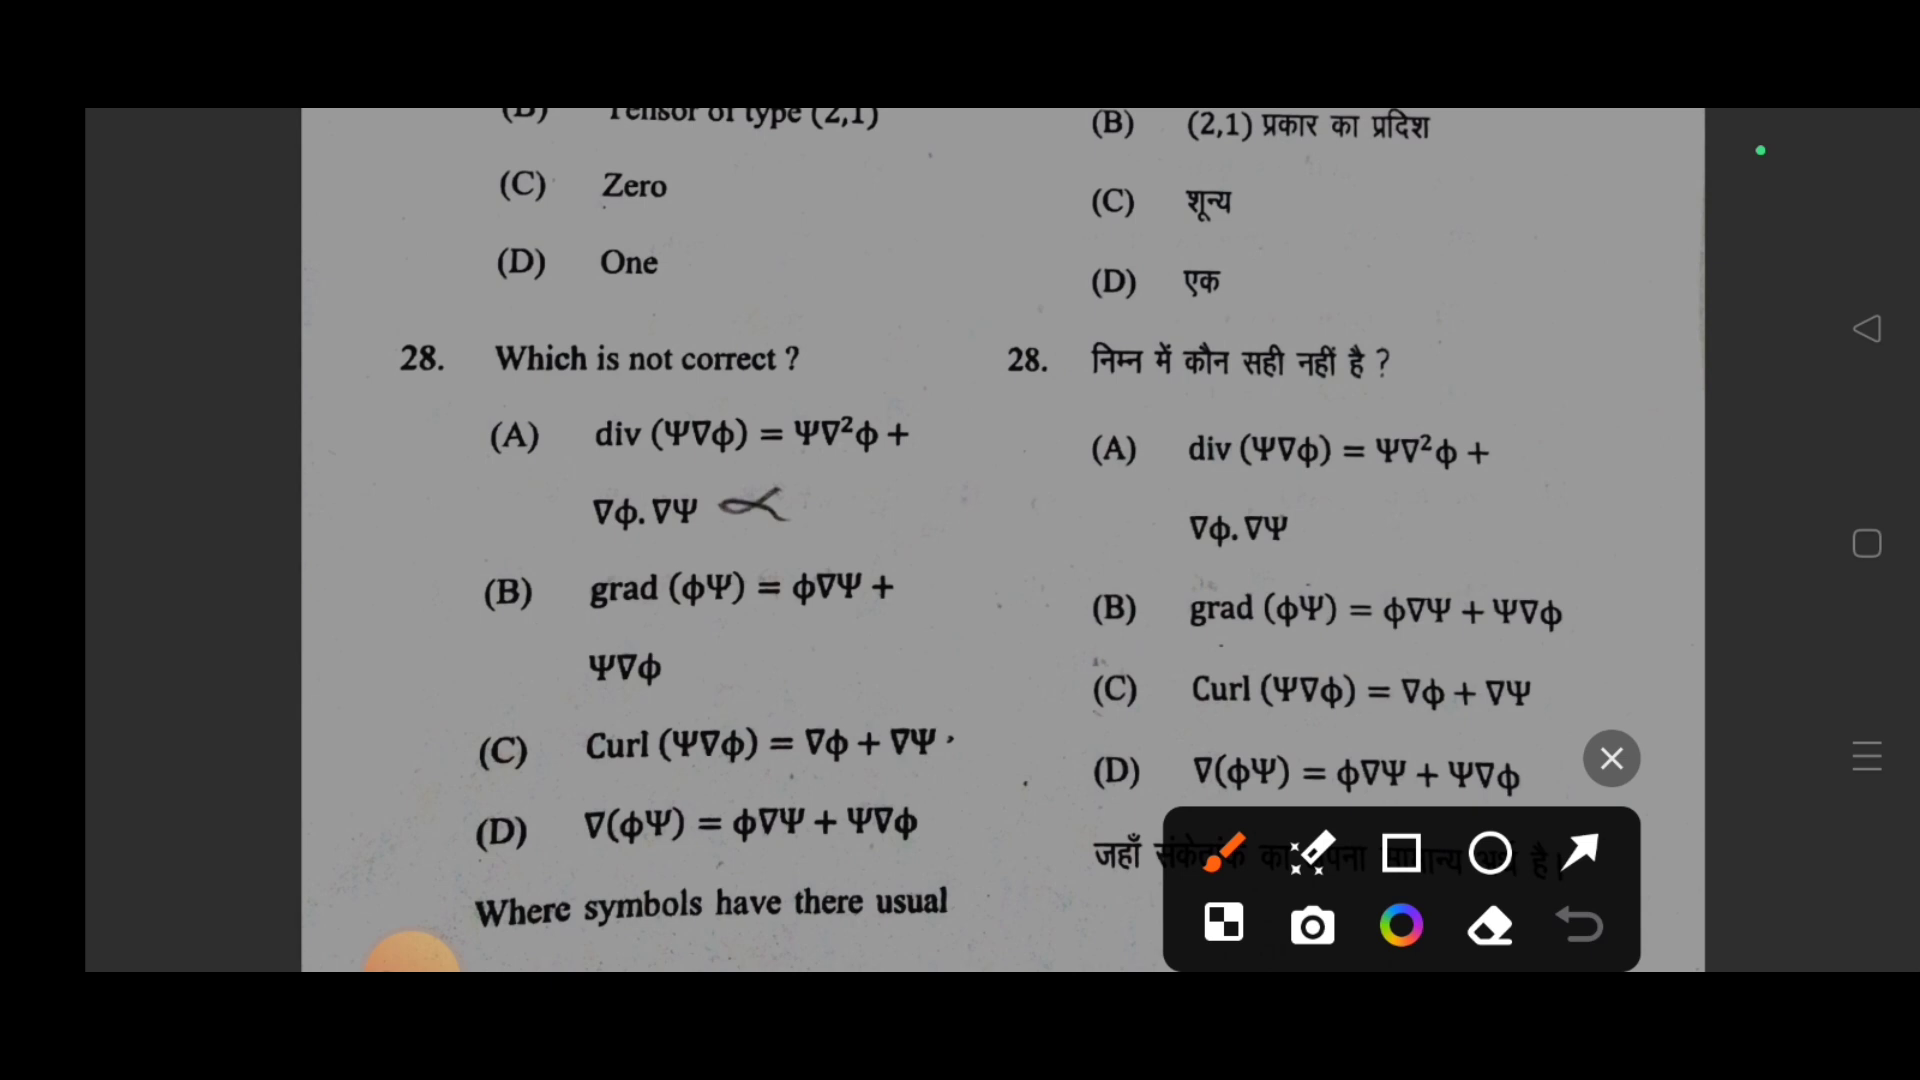 (B) Tensor of type (2,1)
(C) Zero
(D) One
28. Which is not correct ?
(A) div (Ψ∇ϕ) = Ψ∇²ϕ +
∇ϕ. ∇Ψ
(B) grad (ϕΨ) = ϕ∇Ψ +
Ψ∇ϕ
(C) Curl (Ψ∇ϕ) = ∇ϕ + ∇Ψ
(D) ∇(ϕΨ) = ϕ∇Ψ + Ψ∇ϕ
Where symbols have there usual
(B) (2,1) प्रकार का प्रदिश
(C) शून्य
(D) एक
28. निम्न में कौन सही नहीं है ?
(A) div (Ψ∇ϕ) = Ψ∇²ϕ +
∇ϕ. ∇Ψ
(B) grad (ϕΨ) = ϕ∇Ψ + Ψ∇ϕ
(C) Curl (Ψ∇ϕ) = ∇ϕ + ∇Ψ
(D) ∇(ϕΨ) = ϕ∇Ψ + Ψ∇ϕ
जहाँ संकेतांक का अपना सामान्य अर्थ है।